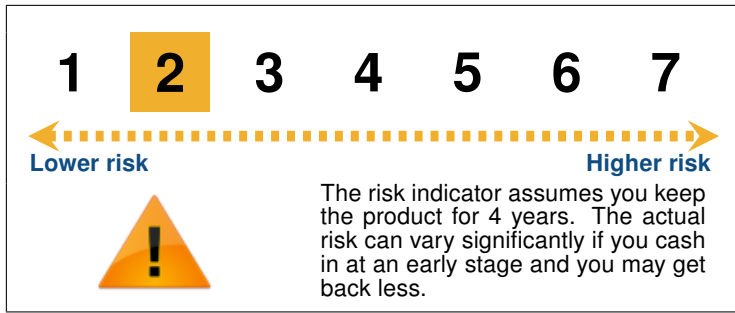 1 2 3 4 5 6 7
Lower risk Higher risk
The risk indicator assumes you keep
the product for 4 years. The actual
risk can vary significantly if you cash
in at an early stage and you may get
back less.